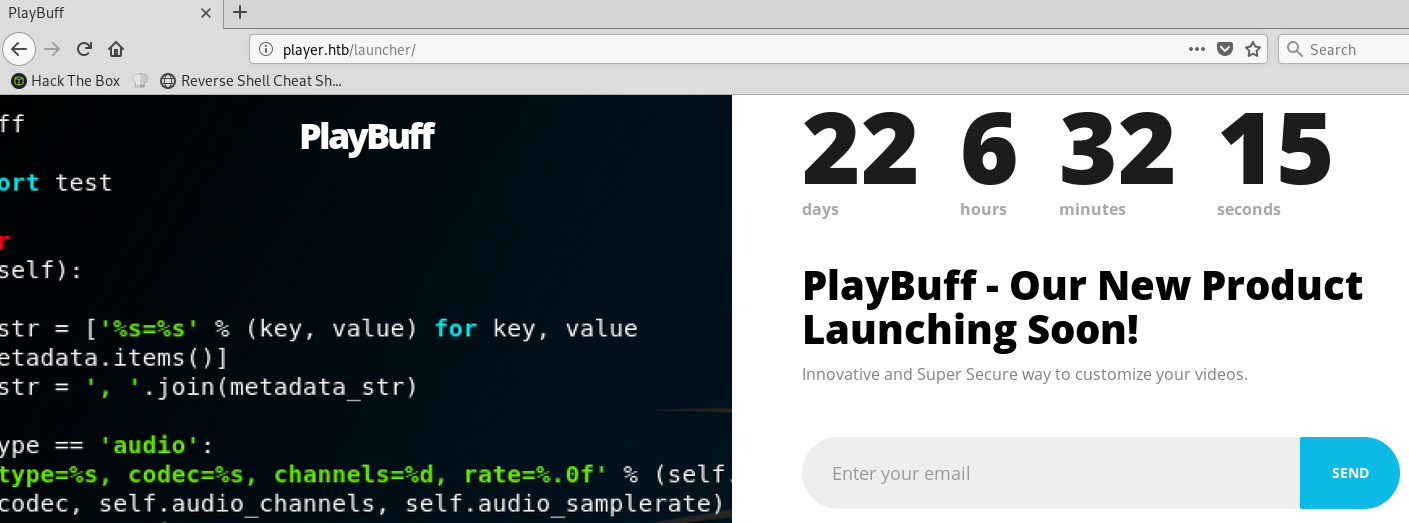 PlayBuff
player.htb/launcher/
Search
Hack The Box
Reverse Shell Cheat Sh...
ff
PlayBuff
ort test
r
self):
str = ['%s=%s' % (key, value) for key, value
etadata.items()]
str = ', '.join(metadata_str)
ype == 'audio':
type=%s, codec=%s, channels=%d, rate=%.0f' % (self.
codec, self.audio_channels, self.audio_samplerate)
22 6 32 15
days hours minutes seconds
PlayBuff - Our New Product
Launching Soon!
Innovative and Super Secure way to customize your videos.
Enter your email
SEND